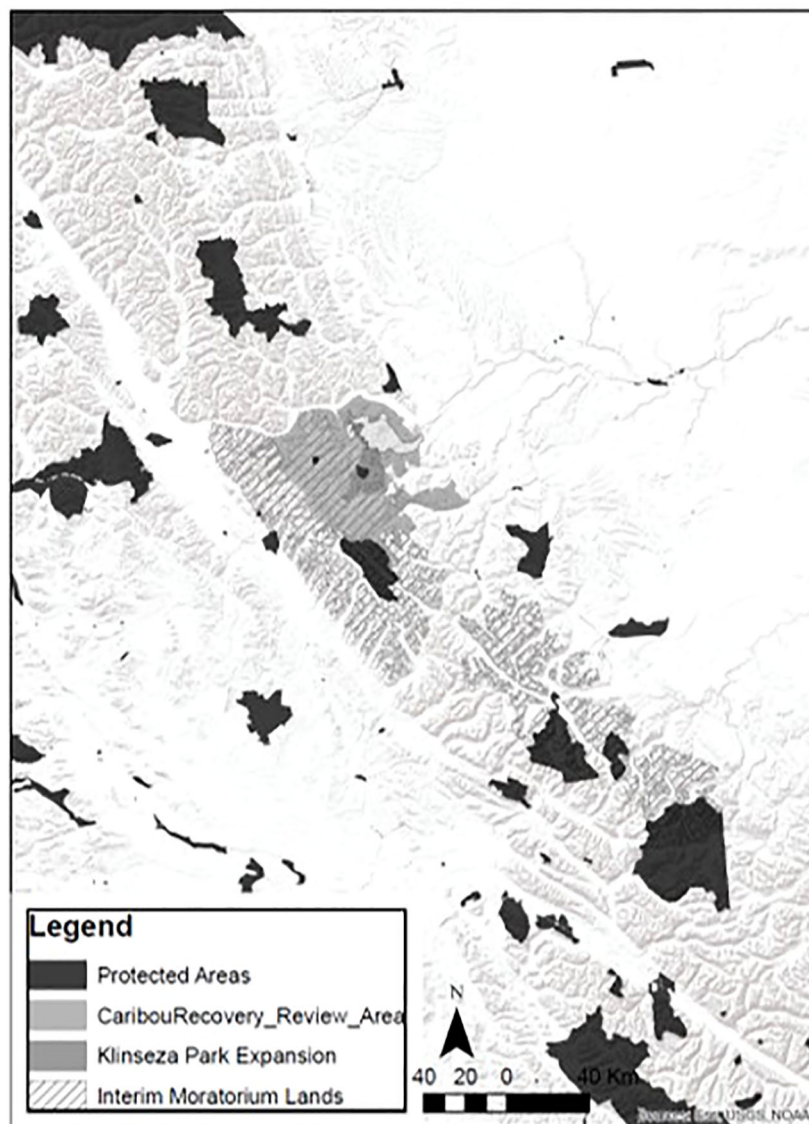 Legend
Protected Areas
CaribouRecovery_Review_Area
Klinseza Park Expansion
Interim Moratorium Lands
N
40 20 0 40 Km
USGS, NOAA